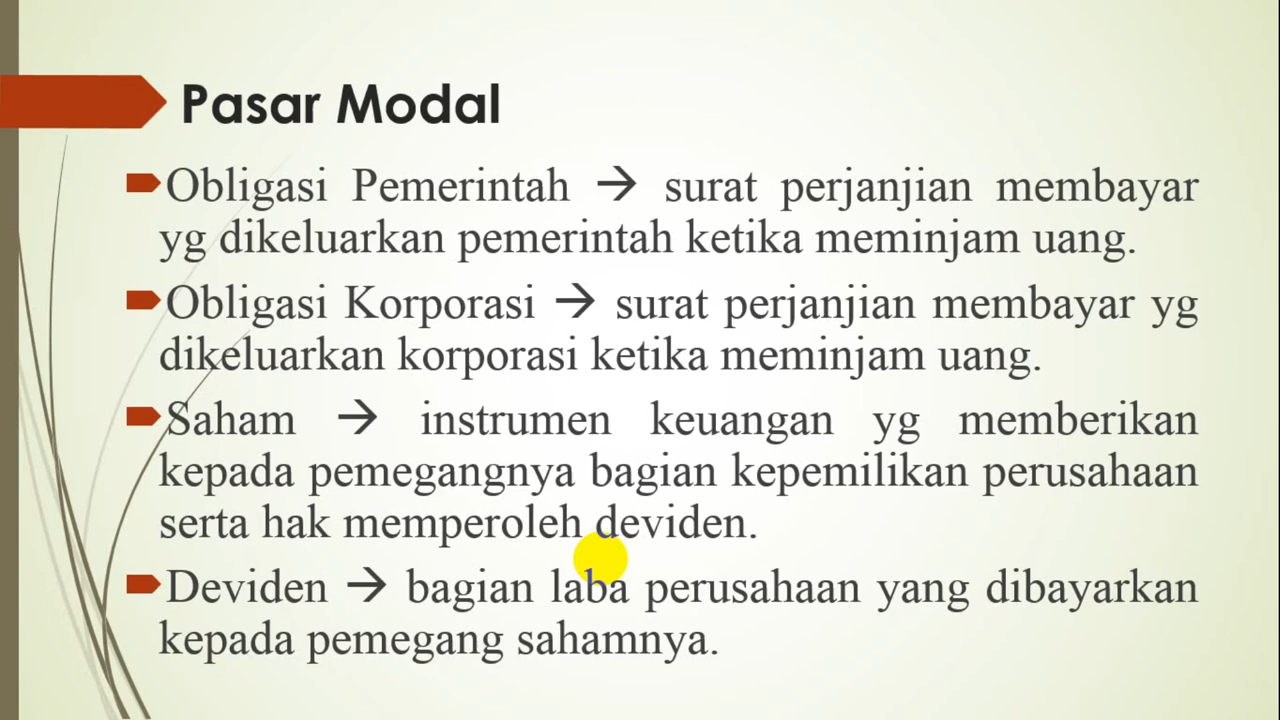 Pasar Modal
Obligasi Pemerintah → surat perjanjian membayar
yg dikeluarkan pemerintah ketika meminjam uang.
Obligasi Korporasi → surat perjanjian membayar yg
dikeluarkan korporasi ketika meminjam uang.
Saham → instrumen keuangan yg memberikan
kepada pemegangnya bagian kepemilikan perusahaan
serta hak memperoleh deviden.
Deviden → bagian laba perusahaan yang dibayarkan
kepada pemegang sahamnya.